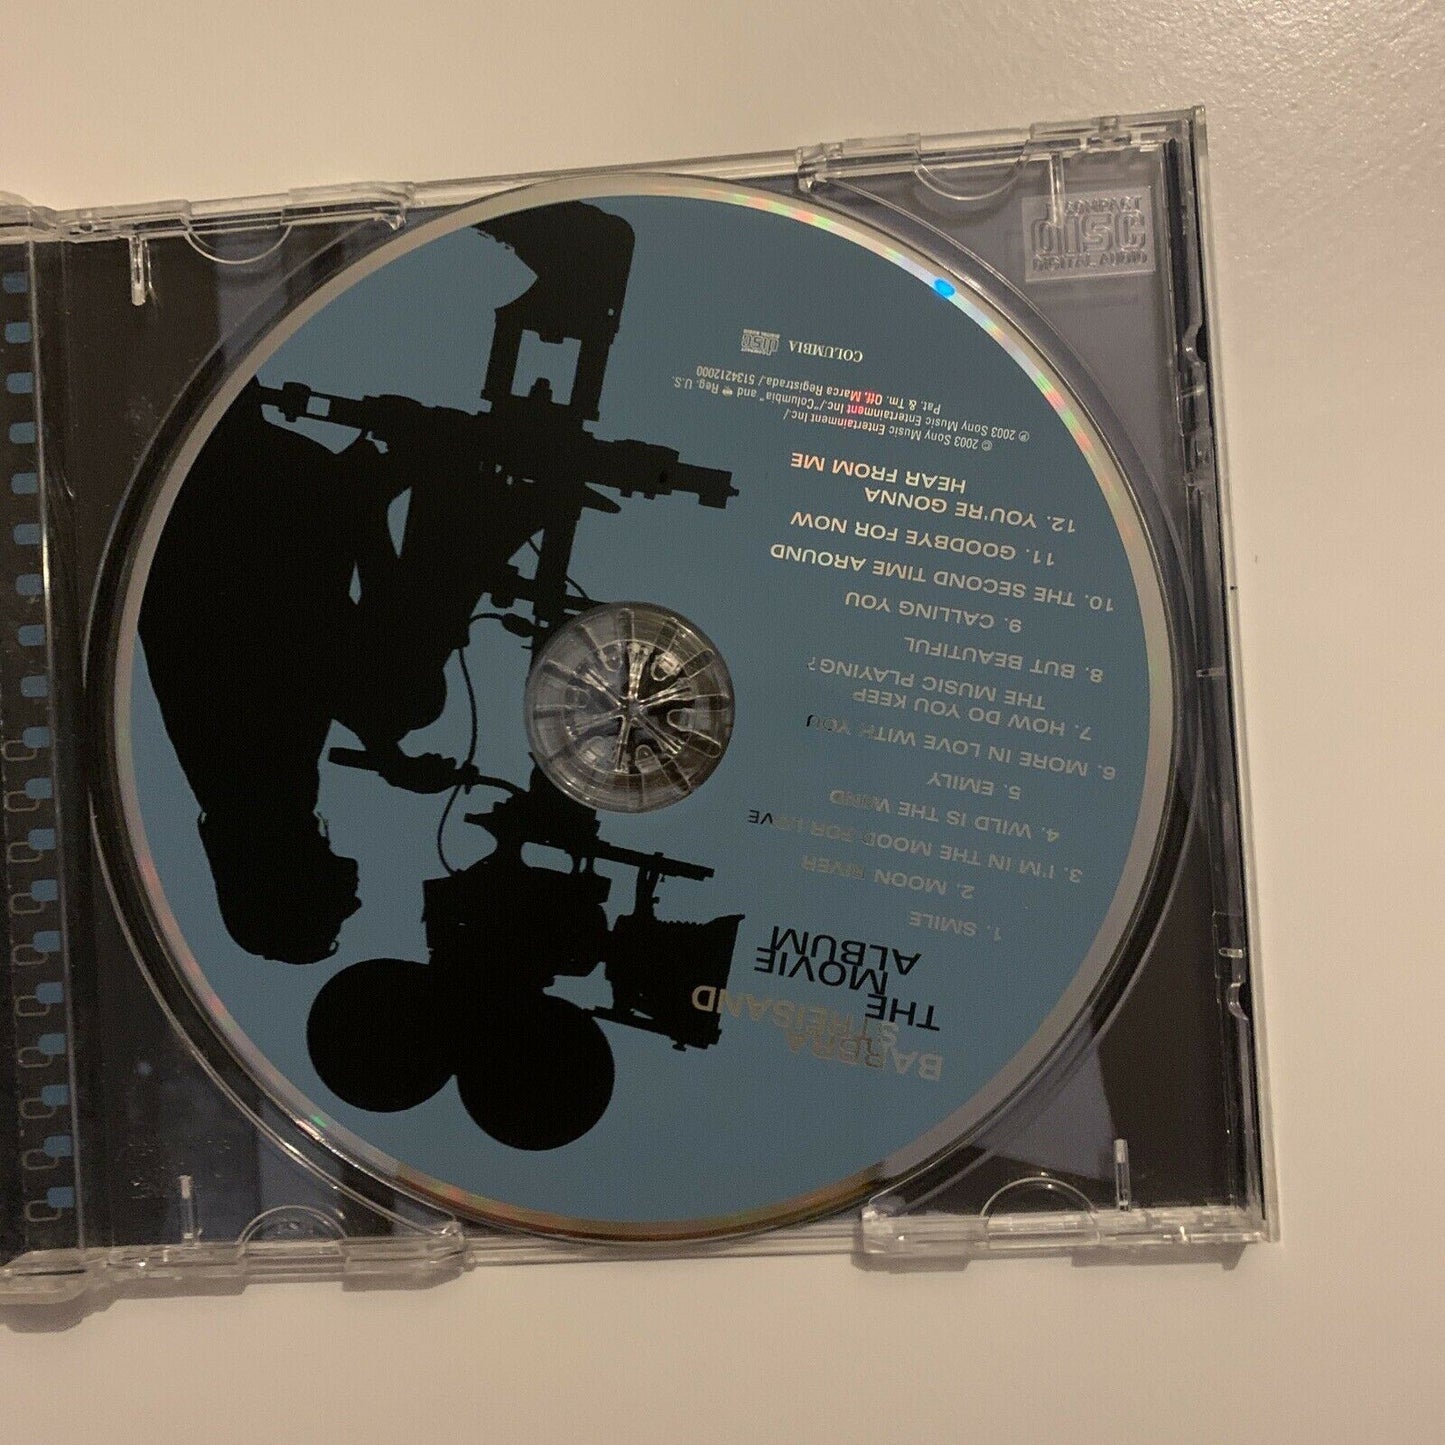 BARBRA
STREISAND
THE
MOVIE
ALBUM
1. SMILE
2. MOON RIVER
3. I'M IN THE MOOD FOR LOVE
4. WILD IS THE WIND
5. EMILY
6. MORE IN LOVE WITH YOU
7. HOW DO YOU KEEP
THE MUSIC PLAYING?
8. BUT BEAUTIFUL
9. CALLING YOU
10. THE SECOND TIME AROUND
11. GOODBYE FOR NOW
12. YOU'RE GONNA
HEAR FROM ME
© 2003 Sony Music Entertainment Inc./
℗ 2003 Sony Music Entertainment Inc./"Columbia" and Reg. U.S.
Pat. & Tm. Off. Marca Registrada./ 5134212000
COLUMBIA
COMPACT
disc
DIGITAL AUDIO
COMPACT
disc
DIGITAL AUDIO